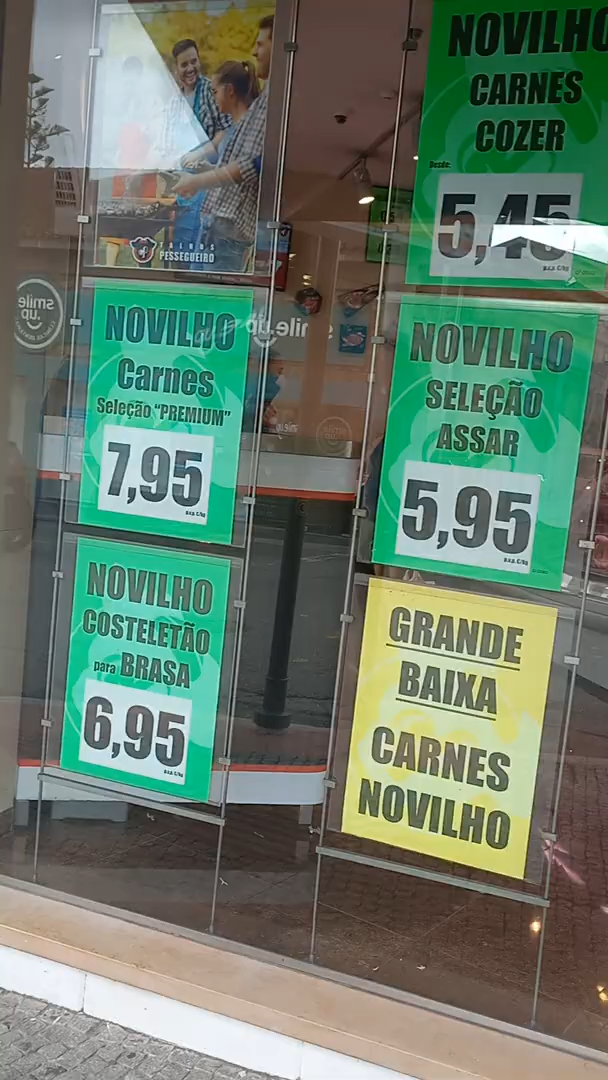 TALHOS
PESSEGUEIRO
NOVILHO
Carnes
Seleção "PREMIUM"
7,95
NOVILHO
COSTELETÃO
para BRASA
6,95
NOVILHO
CARNES
COZER
Desde:
5,45
NOVILHO
SELEÇÃO
ASSAR
5,95
GRANDE
BAIXA
CARNES
NOVILHO
smile
up